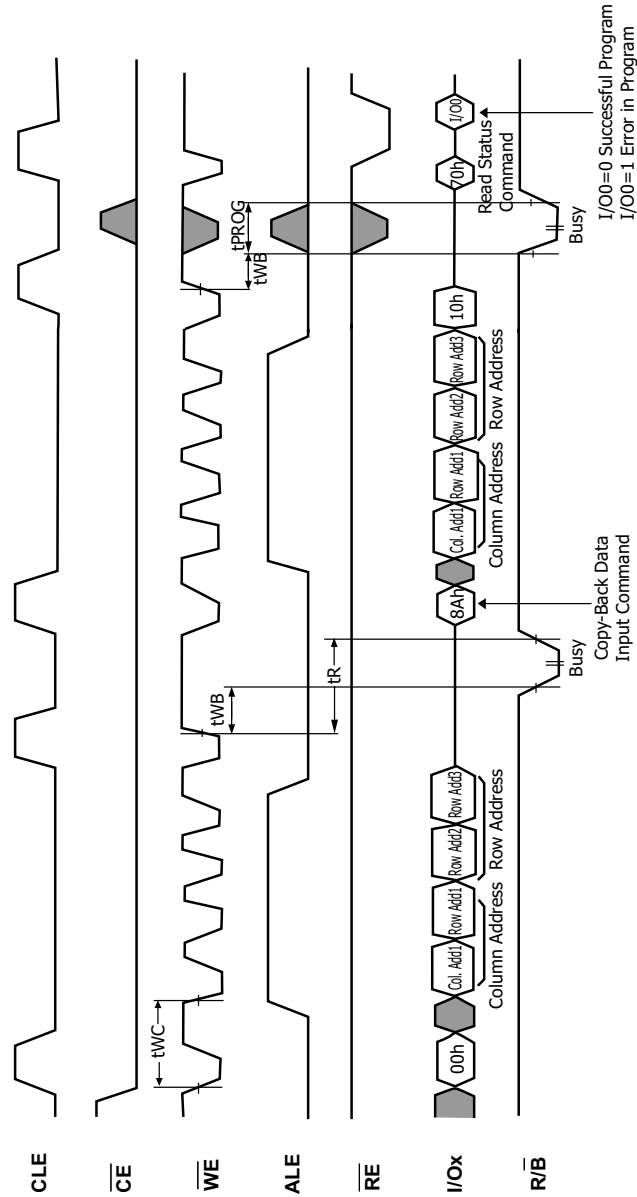 CLE
CE
WE
tWC
tWB
tWB
tPROG
ALE
tR
RE
I/Ox
00h
Col. Add1
Row Add1
Row Add2
Row Add3
8Ah
Col. Add1
Row Add1
Row Add2
Row Add3
10h
70h
I/O0
Column Address
Row Address
Column Address
Row Address
Read Status
Command
R/B
Busy
Busy
Copy-Back Data
Input Command
I/O0=0 Successful Program
I/O0=1 Error in Program